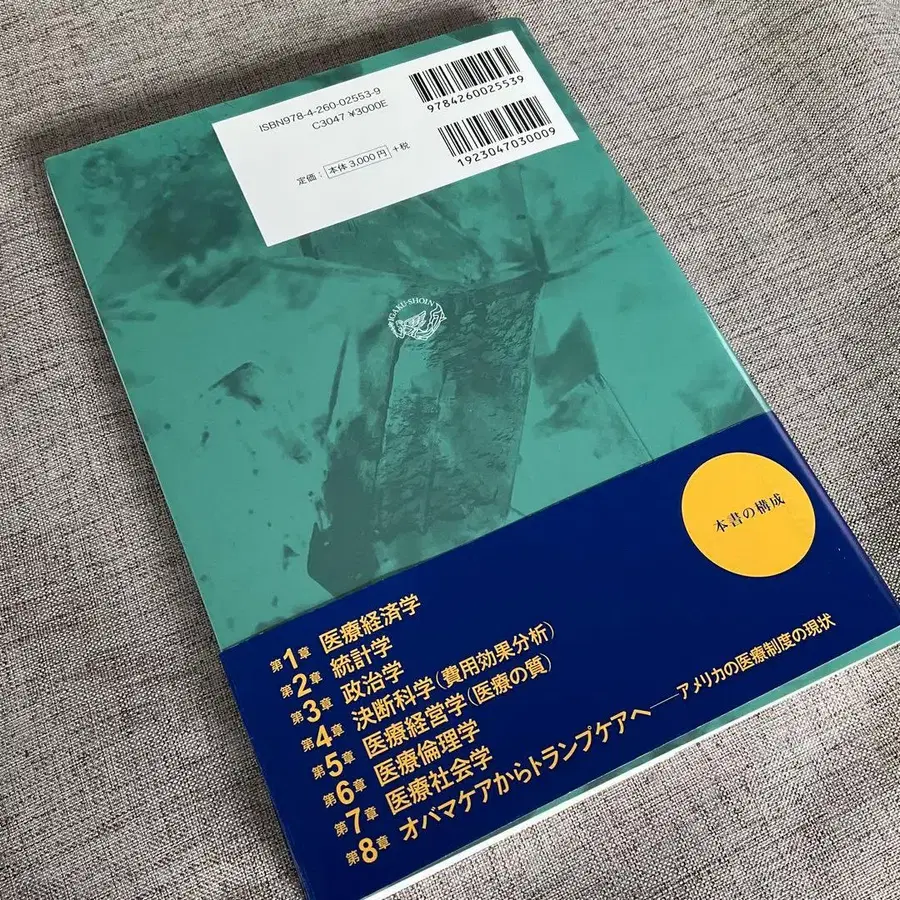 ISBN978-4-260-02553-9
C3047 ¥3000E
定価：本体3,000円 +税
9784260025539
1923047030009
IGAKU-SHOIN
本書の構成
第1章 医療経済学
第2章 統計学
第3章 政治学
第4章 決断科学(費用効果分析)
第5章 医療経営学(医療の質)
第6章 医療倫理学
第7章 医療社会学
第8章 オバマケアからトランプケアへ——アメリカの医療制度の現状